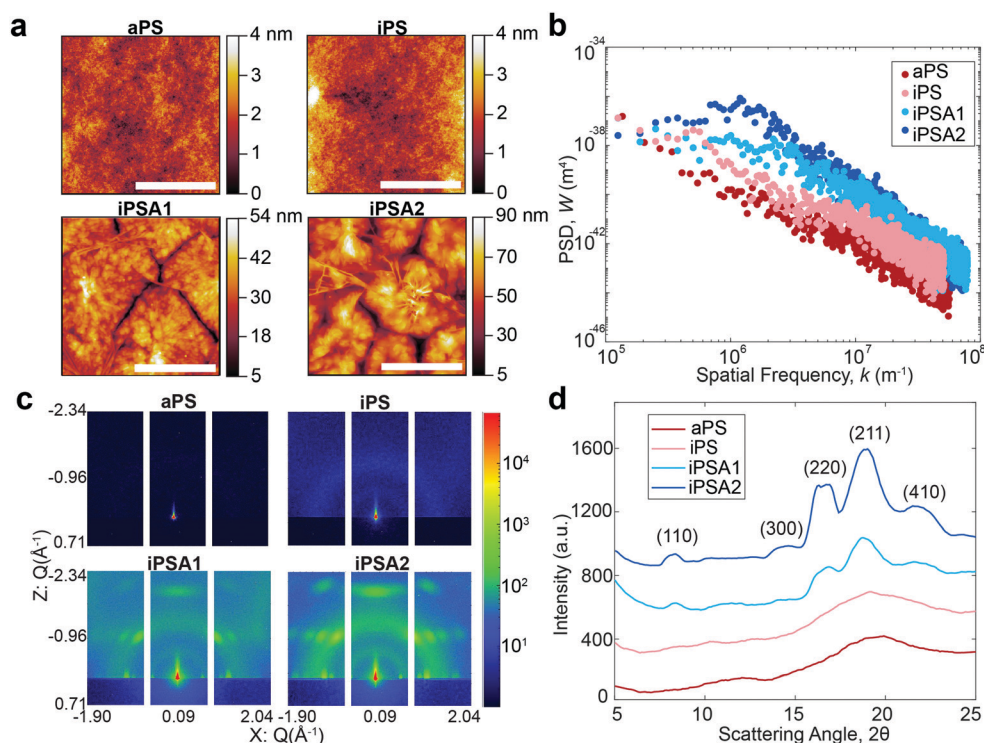 a
aPS
4 nm
3
2
1
0
iPS
4 nm
3
2
1
0
iPSA1
54 nm
42
30
18
5
iPSA2
90 nm
70
50
30
5
b
10⁻³⁴
10⁻³⁸
10⁻⁴²
10⁻⁴⁶
PSD, W (m⁴)
aPS
iPS
iPSA1
iPSA2
10⁵
10⁶
10⁷
10⁸
Spatial Frequency, k (m⁻¹)
c
aPS
iPS
-2.34
-0.96
0.71
iPSA1
iPSA2
-2.34
-0.96
0.71
Z: Q(Å⁻¹)
-1.90
0.09
2.04
-1.90
0.09
2.04
X: Q(Å⁻¹)
10⁴
10³
10²
10¹
d
1600
1200
800
400
0
Intensity (a.u.)
aPS
iPS
iPSA1
iPSA2
(110)
(300)
(220)
(211)
(410)
5
10
15
20
25
Scattering Angle, 2θ